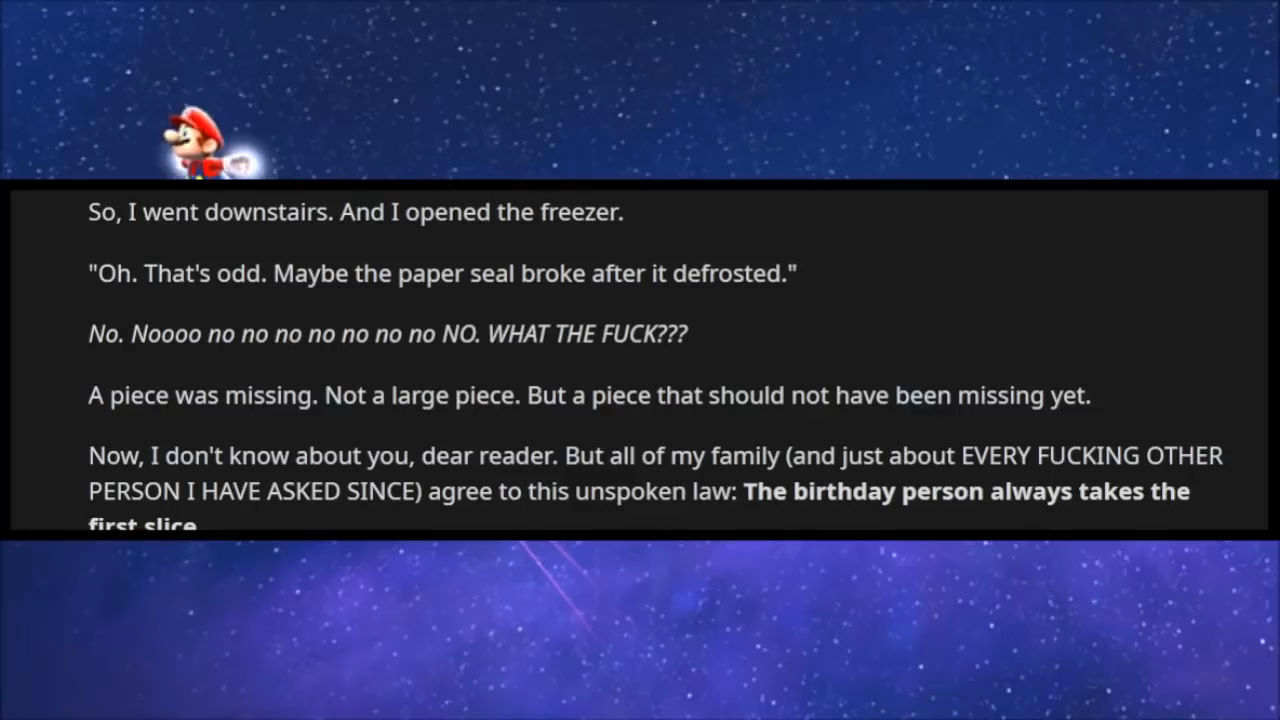 So, I went downstairs. And I opened the freezer.
"Oh. That's odd. Maybe the paper seal broke after it defrosted."
No. Noooo no no no no no no no NO. WHAT THE FUCK???
A piece was missing. Not a large piece. But a piece that should not have been missing yet.
Now, I don't know about you, dear reader. But all of my family (and just about EVERY FUCKING OTHER
PERSON I HAVE ASKED SINCE) agree to this unspoken law: The birthday person always takes the
first slice